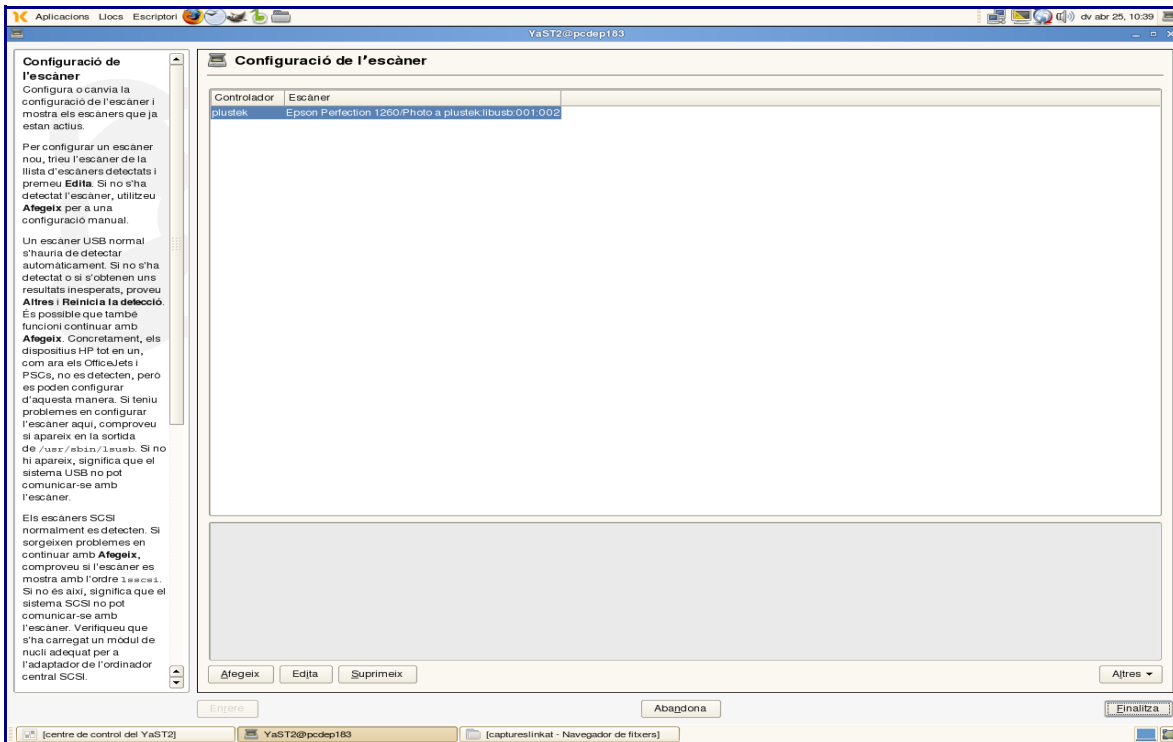 Aplicacions Llocs Escriptori
dv abr 25, 10:39
YaST2@pcdep183
Configuració de
l'escàner
Configura o canvia la
configuració de l'escàner i
mostra els escàners que ja
estan actius.
Per configurar un escàner
nou, trieu l'escàner de la
llista d'escàners detectats i
premeu Edita. Si no s'ha
detectat l'escàner, utilitzeu
Afegeix per a una
configuració manual.
Un escàner USB normal
s'hauria de detectar
automàticament. Si no s'ha
detectat o si s'obtenen uns
resultats inesperats, proveu
Altres i Reinicia la detecció.
És possible que també
funcioni continuar amb
Afegeix. Concretament, els
dispositius HP tot en un,
com ara els OfficeJets i
PSCs, no es detecten, però
es poden configurar
d'aquesta manera. Si teniu
problemes en configurar
l'escàner aquí, comproveu
si apareix en la sortida
de /usr/sbin/lsusb. Si no
hi apareix, significa que el
sistema USB no pot
comunicar-se amb
l'escàner.
Els escàners SCSI
normalment es detecten. Si
sorgeixen problemes en
continuar amb Afegeix,
comproveu si l'escàner es
mostra amb l'ordre lsscsi.
Si no és així, significa que el
sistema SCSI no pot
comunicar-se amb
l'escàner. Verifiqueu que
s'ha carregat un mòdul de
nucli adequat per a
l'adaptador de l'ordinador
central SCSI.
Configuració de l'escàner
Controlador Escàner
plustek Epson Perfection 1260/Photo a plustek:libusb:001:002
Afegeix Edita Suprimeix Altres
Enrere Abandona Finalitza
[centre de control del YaST2] YaST2@pcdep183 [captureslinkat - Navegador de fitxers]